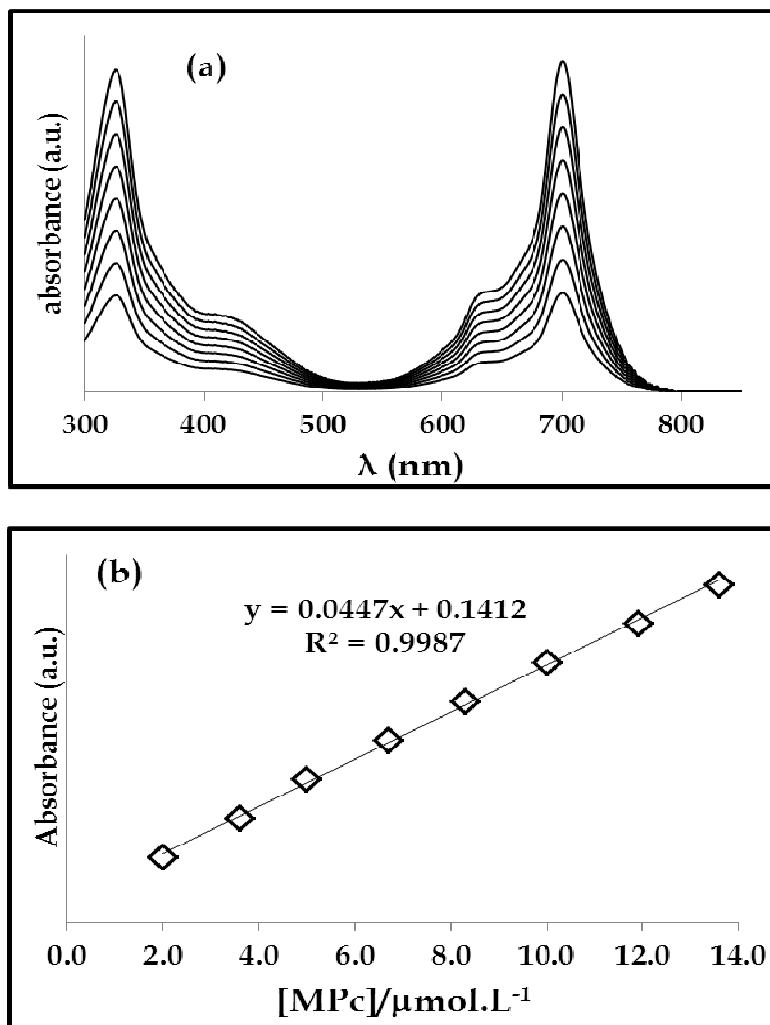 (a)
absorbance (a.u.)
300 400 500 600 700 800
λ (nm)
(b)
y = 0.0447x + 0.1412
R² = 0.9987
Absorbance (a.u.)
0.0 2.0 4.0 6.0 8.0 10.0 12.0 14.0
[MPc]/μmol.L⁻¹